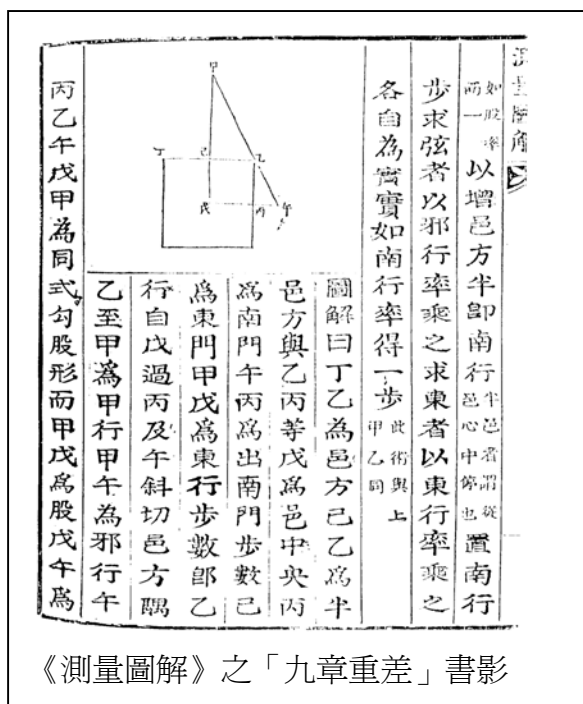 測量圖解
如股率
而一
以增邑方半卽南行
半邑者謂從
邑心中停也
置南行
步求弦者以邪行率乘之求東者以東行率乘之
各自為實實如南行率得一步
此術與上
甲乙同
甲
丁
己
乙
戊
丙
午
圖解曰丁乙為邑方己乙為半
邑方與乙丙等戊為邑中央丙
為南門午丙為出南門步數己
為東門甲戊為東行步數卽乙
行自戊過丙及午斜切邑方隅
乙至甲為甲行甲午為邪行午
丙乙午戊甲為同式勾股形而甲戊為股戊午為
《測量圖解》之「九章重差」書影